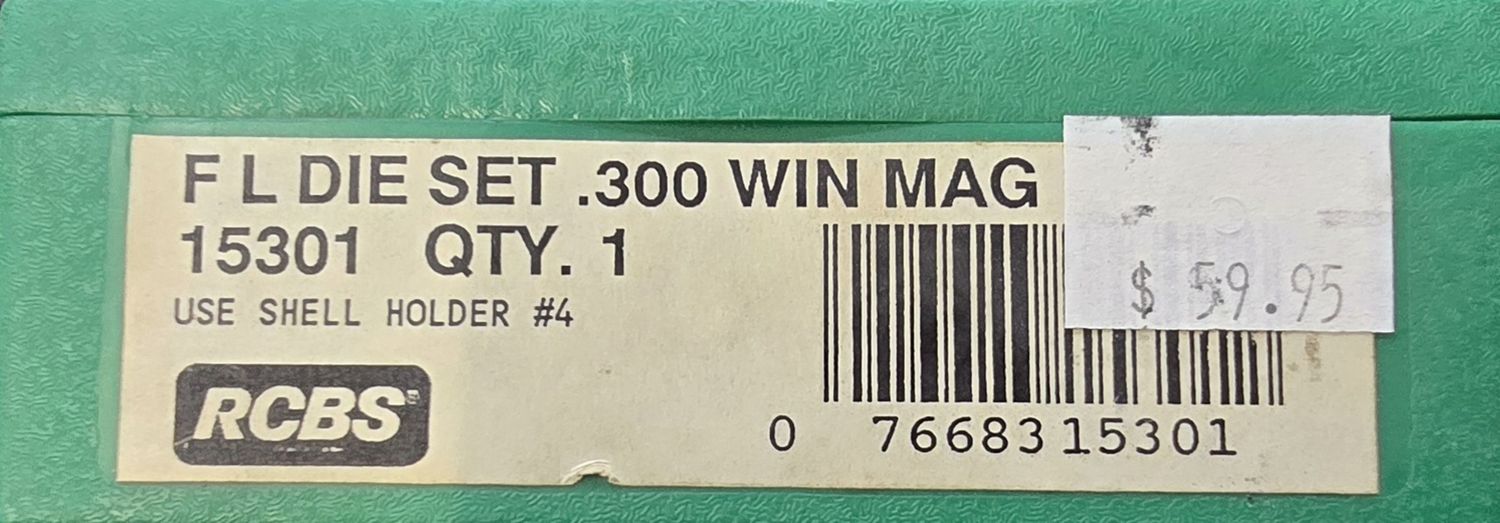 F L DIE SET .300 WIN MAG
15301 QTY. 1
USE SHELL HOLDER #4
RCBS
$ 59.95
0 76683 15301